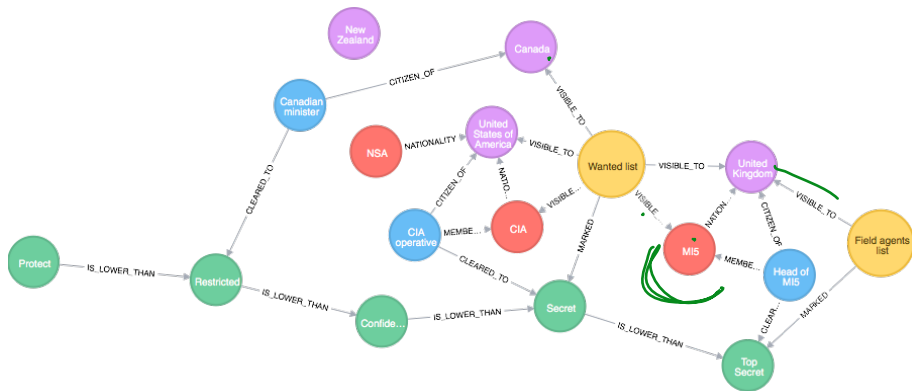 New
Zealand
Canada
CITIZEN_OF
VISIBLE_TO
Canadian
minister
United
States of
America
NSA
NATIONALITY
VISIBLE_TO
Wanted list
VISIBLE_TO
United
Kingdom
CLEARED_TO
CITIZEN_OF
NATIO...
VISIBLE...
VISIBLE...
NATION...
CITIZEN_OF
VISIBLE_TO
CIA
operative
MEMBE...
CIA
MARKED
MI5
MEMBE...
Head of
MI5
Field agents
list
Protect
IS_LOWER_THAN
Restricted
CLEARED_TO
IS_LOWER_THAN
Confide...
IS_LOWER_THAN
Secret
CLEAR...
MARKED
IS_LOWER_THAN
Top
Secret